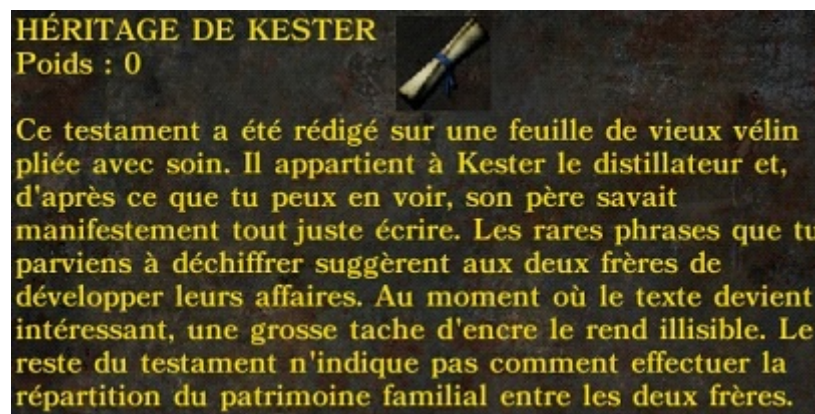 HÉRITAGE DE KESTER
Poids : 0
Ce testament a été rédigé sur une feuille de vieux vélin
pliée avec soin. Il appartient à Kester le distillateur et,
d'après ce que tu peux en voir, son père savait
manifestement tout juste écrire. Les rares phrases que tu
parviens à déchiffrer suggèrent aux deux frères de
développer leurs affaires. Au moment où le texte devient
intéressant, une grosse tache d'encre le rend illisible. Le
reste du testament n'indique pas comment effectuer la
répartition du patrimoine familial entre les deux frères.